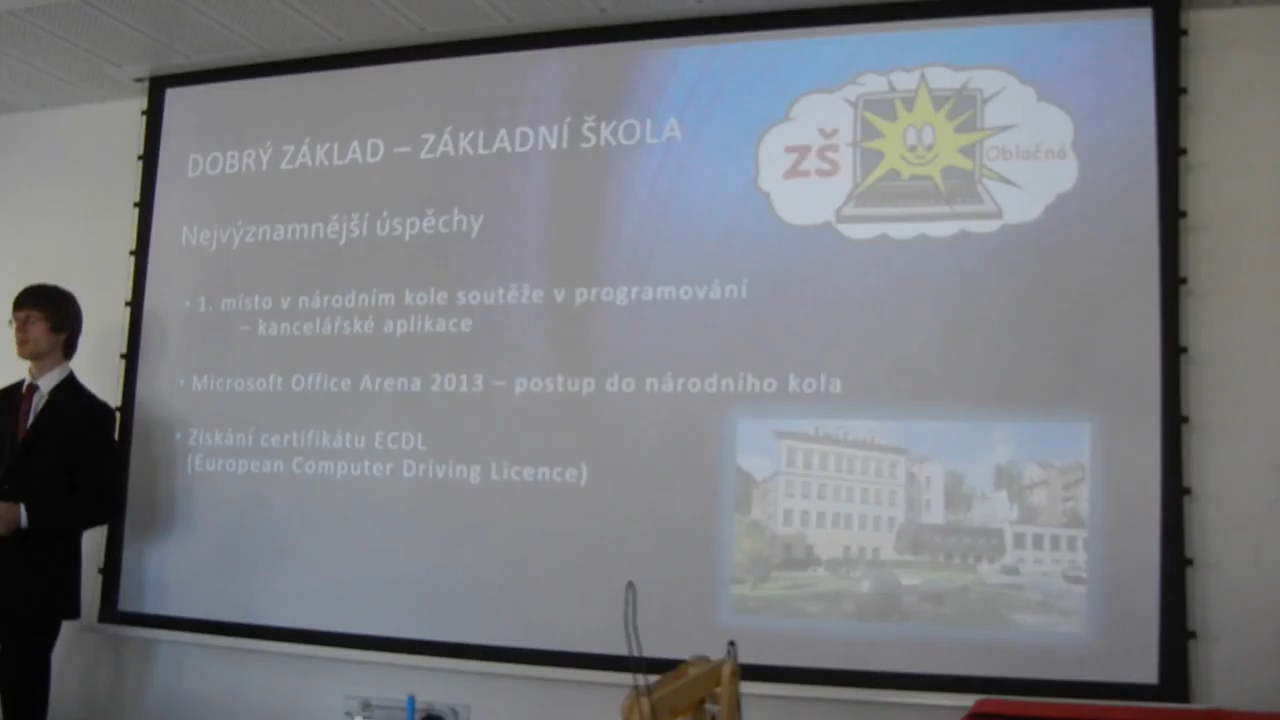 DOBRÝ ZÁKLAD – ZÁKLADNÍ ŠKOLA
ZŠ Oblačná
Nejvýznamnější úspěchy
1. místo v národním kole soutěže v programování
– kancelářské aplikace
Microsoft Office Arena 2013 – postup do národního kola
Získání certifikátu ECDL
(European Computer Driving Licence)